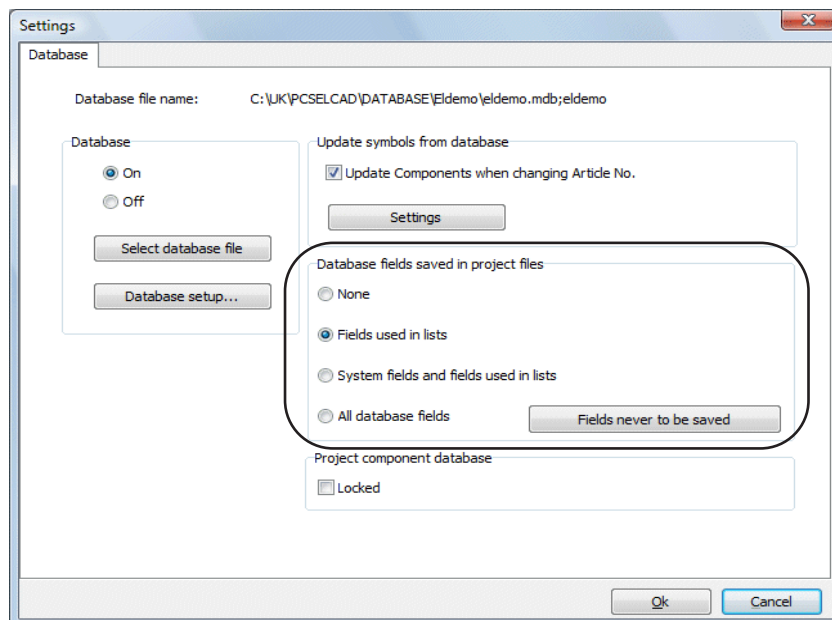 Settings
Database
Database file name: C:\UK\PCSELCAD\DATABASE\Eldemo\eldemo.mdb;eldemo
Database
On
Off
Select database file
Database setup...
Update symbols from database
Update Components when changing Article No.
Settings
Database fields saved in project files
None
Fields used in lists
System fields and fields used in lists
All database fields
Fields never to be saved
Project component database
Locked
Ok
Cancel